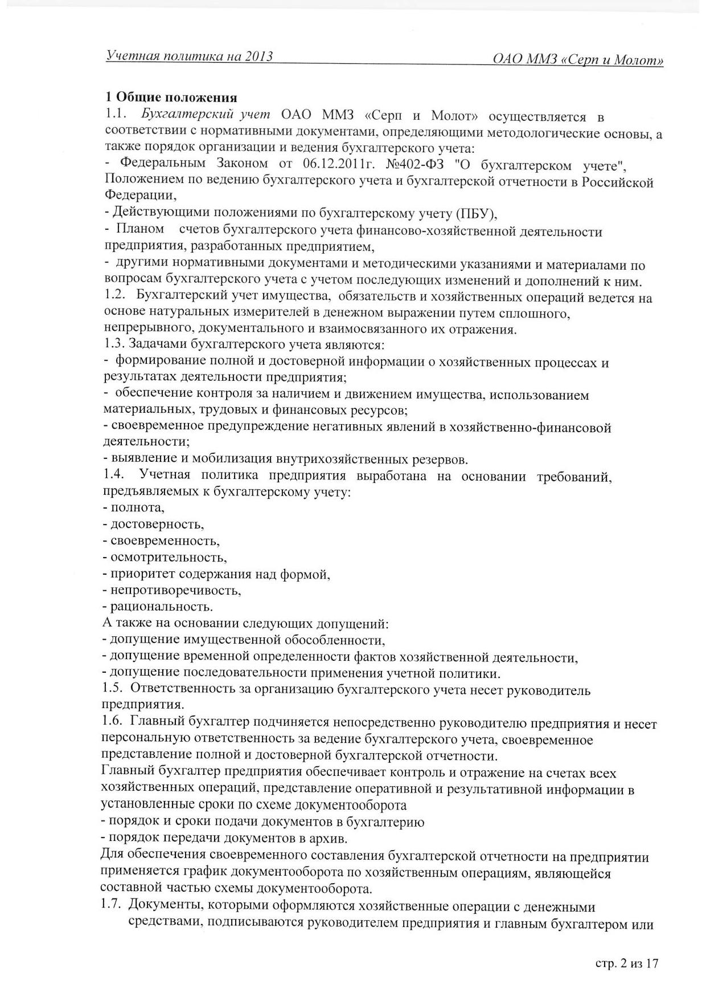 Учетная политика на 2013 ОАО ММЗ «Серп и Молот»
1 Общие положения
1.1. Бухгалтерский учет ОАО ММЗ «Серп и Молот» осуществляется в
соответствии с нормативными документами, определяющими методологические основы, а
также порядок организации и ведения бухгалтерского учета:
- Федеральным Законом от 06.12.2011г. №402-ФЗ "О бухгалтерском учете",
Положением по ведению бухгалтерского учета и бухгалтерской отчетности в Российской
Федерации,
- Действующими положениями по бухгалтерскому учету (ПБУ),
- Планом счетов бухгалтерского учета финансово-хозяйственной деятельности
предприятия, разработанных предприятием,
- другими нормативными документами и методическими указаниями и материалами по
вопросам бухгалтерского учета с учетом последующих изменений и дополнений к ним.
1.2. Бухгалтерский учет имущества, обязательств и хозяйственных операций ведется на
основе натуральных измерителей в денежном выражении путем сплошного,
непрерывного, документального и взаимосвязанного их отражения.
1.3. Задачами бухгалтерского учета являются:
- формирование полной и достоверной информации о хозяйственных процессах и
результатах деятельности предприятия;
- обеспечение контроля за наличием и движением имущества, использованием
материальных, трудовых и финансовых ресурсов;
- своевременное предупреждение негативных явлений в хозяйственно-финансовой
деятельности;
- выявление и мобилизация внутрихозяйственных резервов.
1.4. Учетная политика предприятия выработана на основании требований,
предъявляемых к бухгалтерскому учету:
- полнота,
- достоверность,
- своевременность,
- осмотрительность,
- приоритет содержания над формой,
- непротиворечивость,
- рациональность.
А также на основании следующих допущений:
- допущение имущественной обособленности,
- допущение временной определенности фактов хозяйственной деятельности,
- допущение последовательности применения учетной политики.
1.5. Ответственность за организацию бухгалтерского учета несет руководитель
предприятия.
1.6. Главный бухгалтер подчиняется непосредственно руководителю предприятия и несет
персональную ответственность за ведение бухгалтерского учета, своевременное
представление полной и достоверной бухгалтерской отчетности.
Главный бухгалтер предприятия обеспечивает контроль и отражение на счетах всех
хозяйственных операций, представление оперативной и результативной информации в
установленные сроки по схеме документооборота
- порядок и сроки подачи документов в бухгалтерию
- порядок передачи документов в архив.
Для обеспечения своевременного составления бухгалтерской отчетности на предприятии
применяется график документооборота по хозяйственным операциям, являющейся
составной частью схемы документооборота.
1.7. Документы, которыми оформляются хозяйственные операции с денежными
средствами, подписываются руководителем предприятия и главным бухгалтером или
стр. 2 из 17